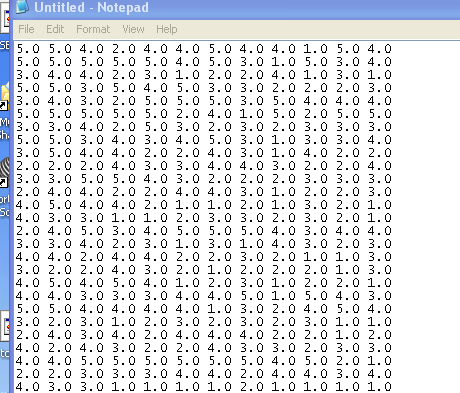 Untitled - Notepad
File Edit Format View Help
5.0 5.0 4.0 2.0 4.0 4.0 5.0 4.0 4.0 1.0 5.0 4.0
5.0 5.0 5.0 5.0 5.0 4.0 5.0 3.0 1.0 5.0 3.0 4.0
3.0 4.0 4.0 2.0 3.0 1.0 2.0 2.0 4.0 1.0 3.0 1.0
5.0 5.0 3.0 5.0 4.0 5.0 3.0 3.0 2.0 2.0 2.0 3.0
3.0 4.0 3.0 2.0 5.0 5.0 5.0 3.0 5.0 4.0 4.0 4.0
5.0 5.0 5.0 5.0 5.0 2.0 4.0 1.0 5.0 2.0 5.0 5.0
3.0 3.0 4.0 2.0 5.0 3.0 2.0 3.0 2.0 3.0 3.0 3.0
5.0 5.0 3.0 4.0 3.0 4.0 5.0 3.0 1.0 3.0 3.0 4.0
3.0 5.0 4.0 4.0 2.0 2.0 4.0 3.0 1.0 4.0 2.0 2.0
2.0 2.0 2.0 4.0 3.0 3.0 4.0 4.0 3.0 2.0 2.0 4.0
3.0 3.0 5.0 5.0 4.0 3.0 2.0 2.0 2.0 3.0 3.0 3.0
2.0 4.0 4.0 2.0 2.0 4.0 4.0 3.0 1.0 2.0 2.0 3.0
4.0 5.0 4.0 4.0 2.0 1.0 1.0 2.0 1.0 3.0 1.0 2.0
4.0 3.0 3.0 1.0 1.0 2.0 3.0 3.0 3.0 3.0 2.0 1.0
2.0 4.0 5.0 3.0 4.0 5.0 5.0 5.0 4.0 3.0 3.0 4.0
3.0 3.0 4.0 2.0 3.0 1.0 3.0 1.0 4.0 3.0 2.0 3.0
4.0 4.0 2.0 4.0 4.0 2.0 2.0 3.0 2.0 1.0 1.0 3.0
3.0 2.0 2.0 4.0 3.0 2.0 1.0 2.0 2.0 2.0 1.0 3.0
4.0 5.0 4.0 5.0 4.0 1.0 2.0 3.0 1.0 2.0 2.0 1.0
4.0 4.0 3.0 3.0 3.0 4.0 4.0 5.0 1.0 5.0 4.0 3.0
5.0 5.0 4.0 4.0 4.0 4.0 1.0 3.0 2.0 5.0 4.0 5.0
3.0 2.0 3.0 1.0 2.0 3.0 2.0 3.0 2.0 3.0 1.0 1.0
2.0 4.0 3.0 4.0 3.0 4.0 4.0 4.0 2.0 2.0 1.0 2.0
4.0 2.0 4.0 3.0 2.0 2.0 4.0 3.0 3.0 2.0 3.0 3.0
4.0 4.0 5.0 5.0 5.0 5.0 5.0 5.0 4.0 5.0 2.0 1.0
2.0 2.0 3.0 3.0 3.0 2.0 2.0 4.0 4.0 3.0 3.0 4.0
4.0 3.0 3.0 1.0 1.0 1.0 1.0 2.0 1.0 1.0 1.0 1.0